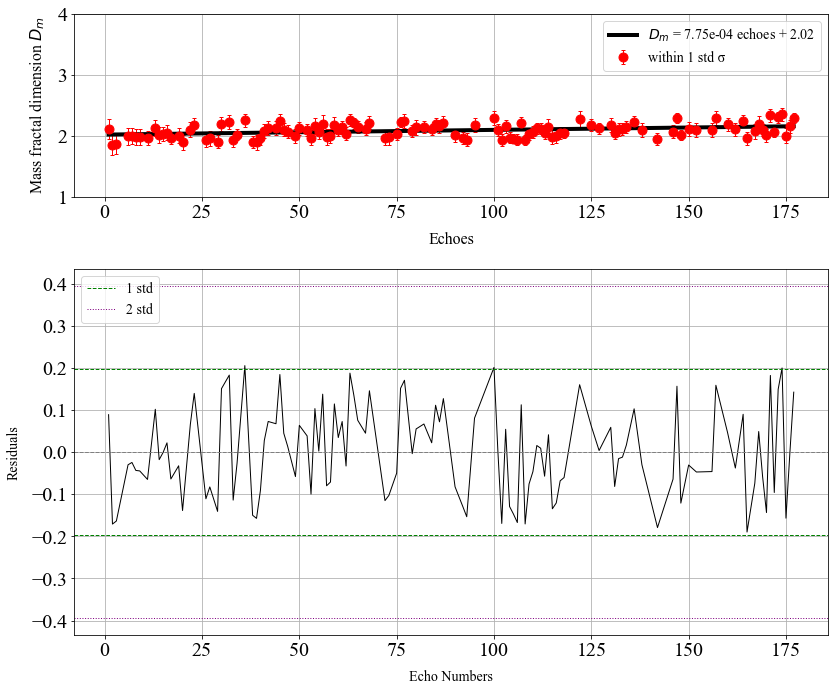 4
3
2
1
Mass fractal dimension Dₘ
Dₘ = 7.75e-04 echoes + 2.02
within 1 std σ
0 25 50 75 100 125 150 175
Echoes
0.4
0.3
0.2
0.1
0.0
−0.1
−0.2
−0.3
−0.4
Residuals
1 std
2 std
0 25 50 75 100 125 150 175
Echo Numbers